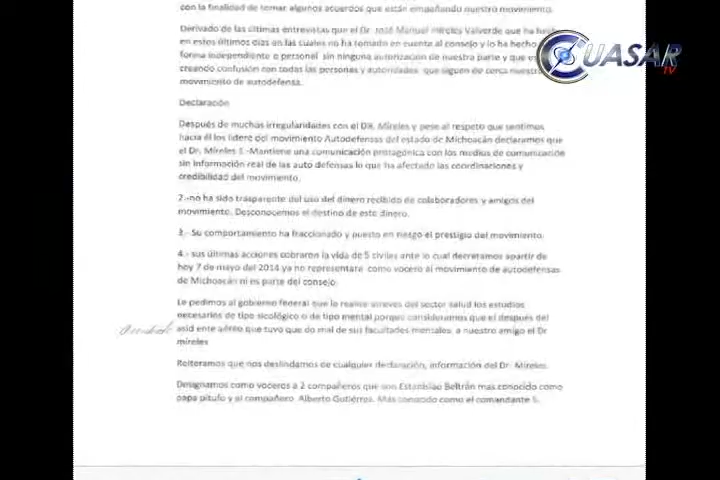 con la finalidad de tomar algunos acuerdos que están empañando nuestro movimiento.
Derivado de las últimas entrevistas que el Dr. José Manuel Mireles Valverde que ha hecho
en estos últimos días en las cuales no ha tomado en cuenta al consejo y lo ha hecho
forma independiente o personal sin ninguna autorización de nuestra parte y que
creando confusión con todas las personas y autoridades que siguen de cerca nuestro
movimiento de autodefensa.
CUASAR
TV
Declaración
Después de muchas irregularidades con el DR. Mireles y pese al respeto que sentimos
hacia él los lidere del movimiento Autodefensas del estado de Michoacán declaramos que
el Dr. Mireles 1.-Mantiene una comunicación protagónica con los medios de comunicación
sin información real de las auto defensas lo que ha afectado las coordinaciones y
credibilidad del movimiento.
2.-no ha sido trasparente del uso del dinero recibido de colaboradores y amigos del
movimiento. Desconocemos el destino de este dinero.
3.- Su comportamiento ha fraccionado y puesto en riesgo el prestigio del movimiento.
4.- sus últimas acciones cobraron la vida de 5 civiles ante lo cual decretamos apartir de
hoy 7 de mayo del 2014 ya no representara como vocero al movimiento de autodefensas
de Michoacán ni es parte del consejo.
Le pedimos al gobierno federal que le realice atreves del sector salud los estudios
necesarios de tipo sicológico o de tipo mental porque consideramos que el después del
ente aéreo que tuvo que do mal de sus facultades mentales a nuestro amigo el Dr
mireles
Reiteramos que nos deslindamos de cualquier declaración, información del Dr. Mireles.
Designamos como voceros a 2 compañeros que son Estanislao Beltrán mas conocido como
papa pitufo y al compañero Alberto Gutiérrez. Mas conocido como el comandante 5.